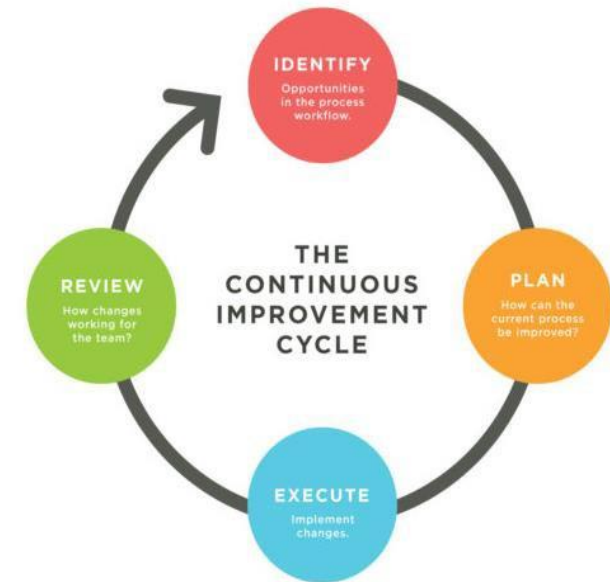 IDENTIFY
Opportunities
in the process
workflow.
PLAN
How can the
current process
be improved?
EXECUTE
Implement
changes.
REVIEW
How changes
working for
the team?
THE
CONTINUOUS
IMPROVEMENT
CYCLE